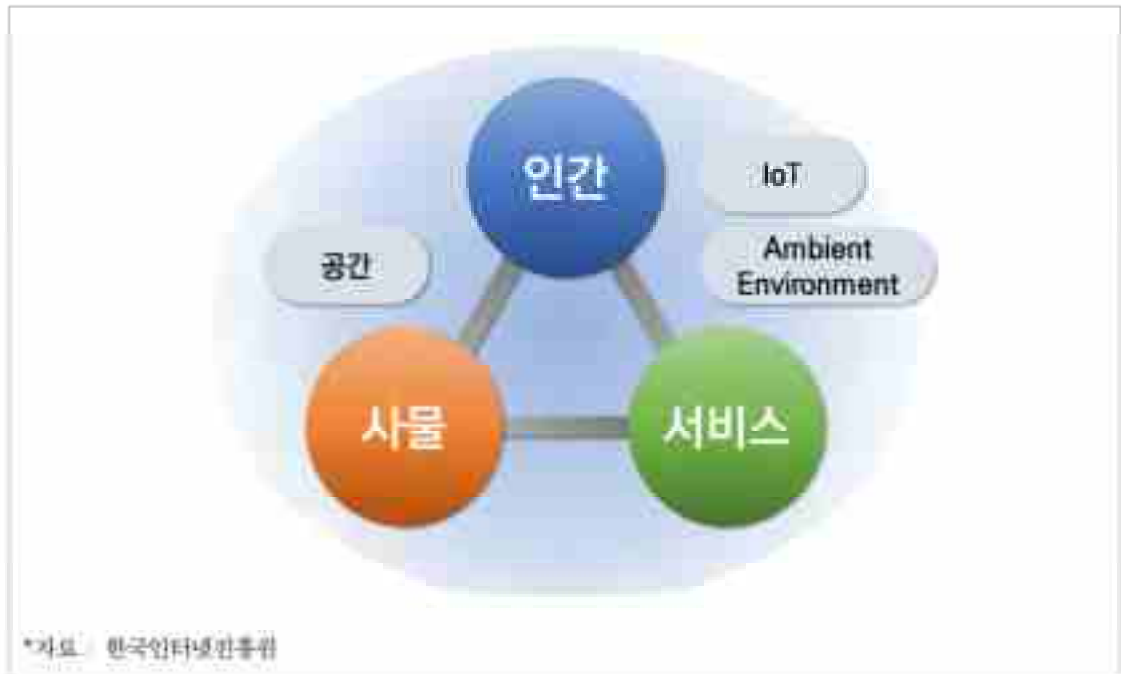 인간
IoT
공간
Ambient
Environment
사물
서비스
*자료 : 한국인터넷진흥원